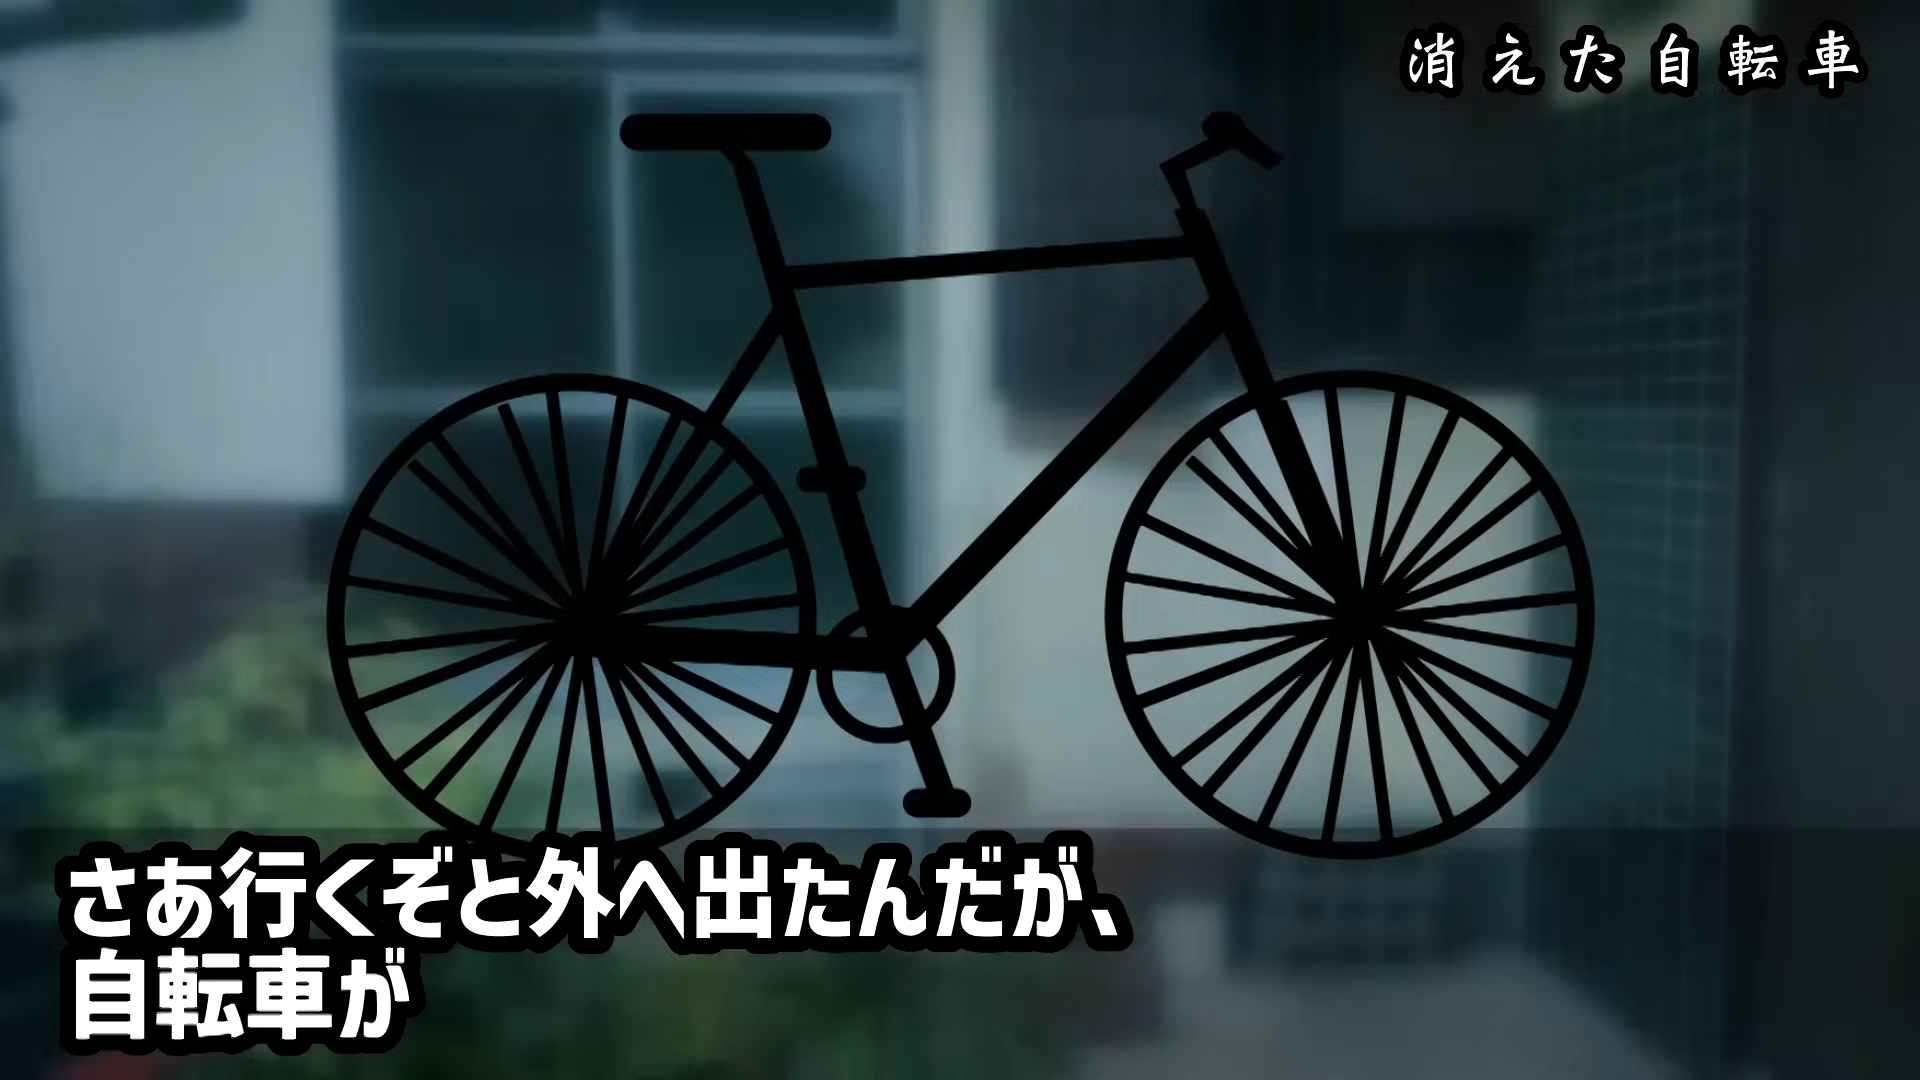 消えた自転車
さあ行くぞと外へ出たんだが、
自転車が